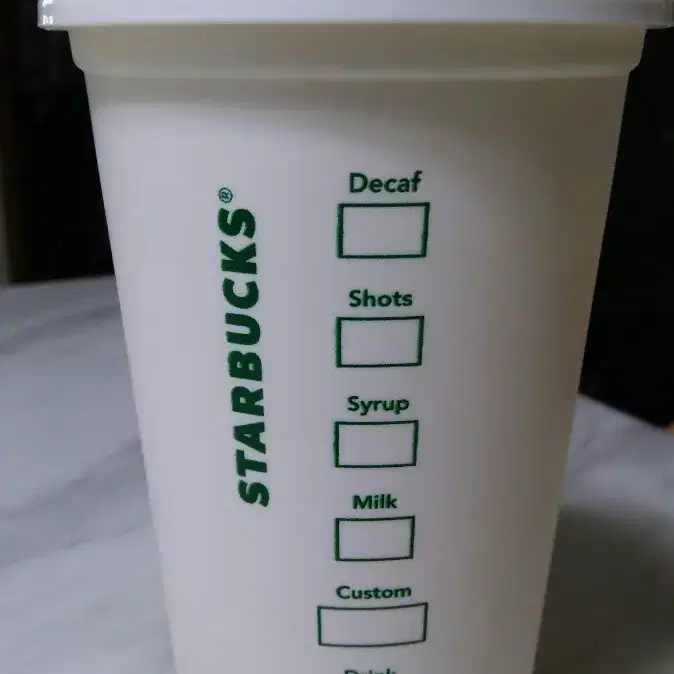 STARBUCKS®
Decaf
Shots
Syrup
Milk
Custom